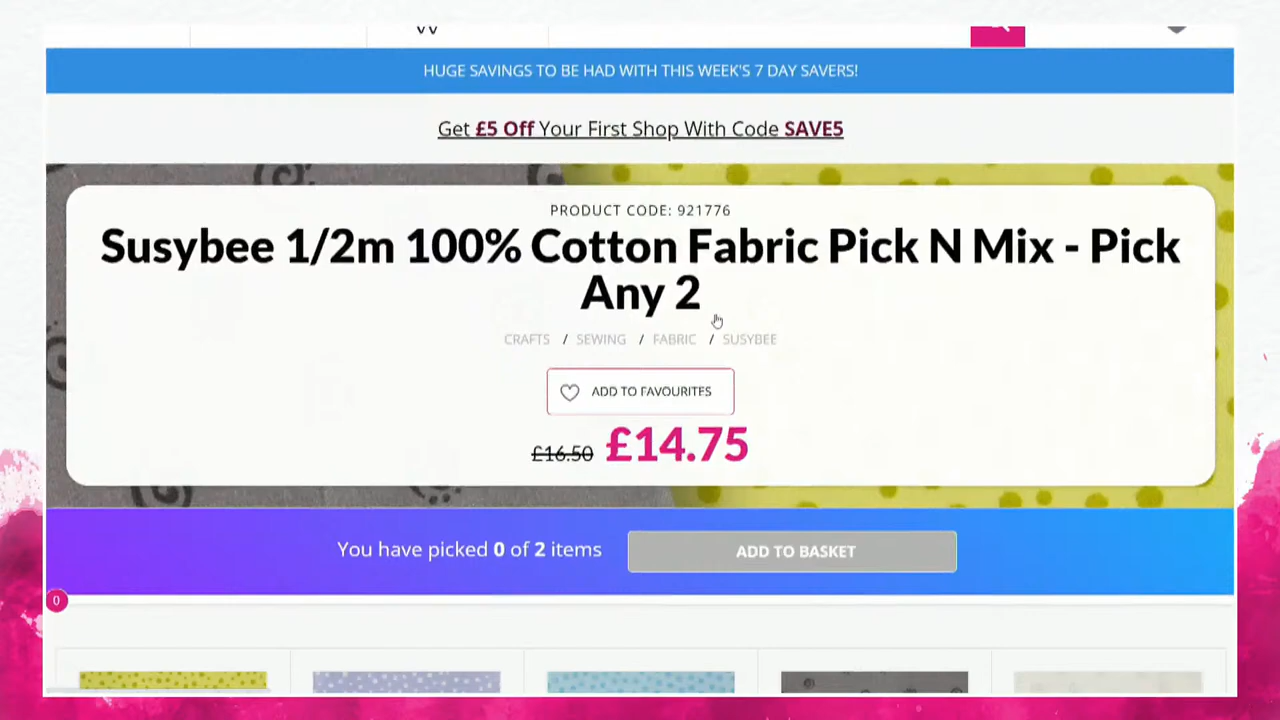 HUGE SAVINGS TO BE HAD WITH THIS WEEK'S 7 DAY SAVERS!
Get £5 Off Your First Shop With Code SAVE5
PRODUCT CODE: 921776
Susybee 1/2m 100% Cotton Fabric Pick N Mix - Pick
Any 2
CRAFTS / SEWING / FABRIC / SUSYBEE
ADD TO FAVOURITES
£16.50 £14.75
You have picked 0 of 2 items
ADD TO BASKET
0